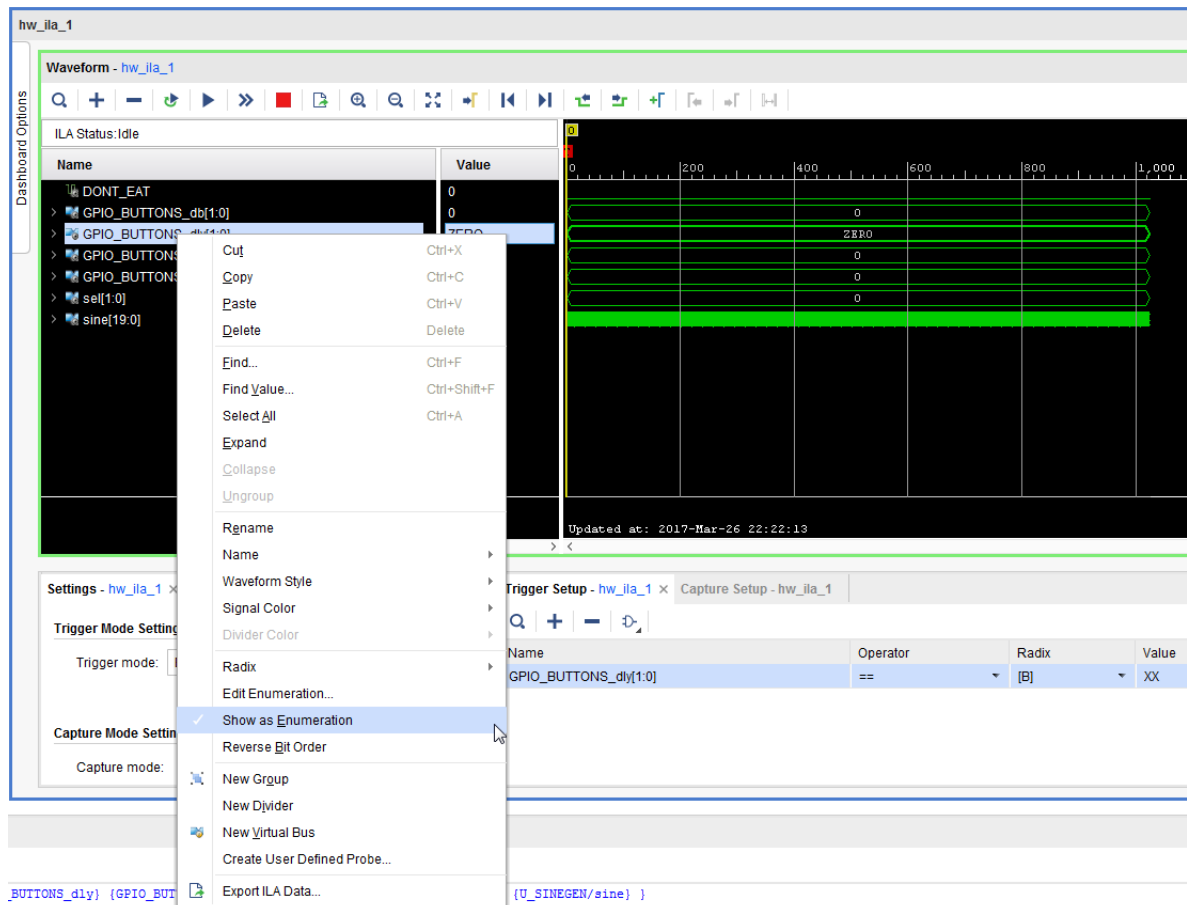 hw_ila_1
Dashboard Options
Waveform - hw_ila_1
ILA Status:Idle
Name Value
DONT_EAT 0
GPIO_BUTTONS_db[1:0] 0
GPIO_BUTTONS_dly[1:0] ZERO
GPIO_BUTTONS
GPIO_BUTTONS
sel[1:0]
sine[19:0]
0
0 200 400 600 800 1,000
0
ZERO
0
0
0
Updated at: 2017-Mar-26 22:22:13
Cut Ctrl+X
Copy Ctrl+C
Paste Ctrl+V
Delete Delete
Find... Ctrl+F
Find Value... Ctrl+Shift+F
Select All Ctrl+A
Expand
Collapse
Ungroup
Rename
Name
Waveform Style
Signal Color
Divider Color
Radix
Edit Enumeration...
Show as Enumeration
Reverse Bit Order
New Group
New Divider
New Virtual Bus
Create User Defined Probe...
Export ILA Data...
Settings - hw_ila_1
Trigger Mode Setting
Trigger mode:
Capture Mode Settin
Capture mode:
Trigger Setup - hw_ila_1 Capture Setup - hw_ila_1
Name Operator Radix Value
GPIO_BUTTONS_dly[1:0] == [B] XX
_BUTTONS_dly} {GPIO_BUT {U_SINEGEN/sine} }